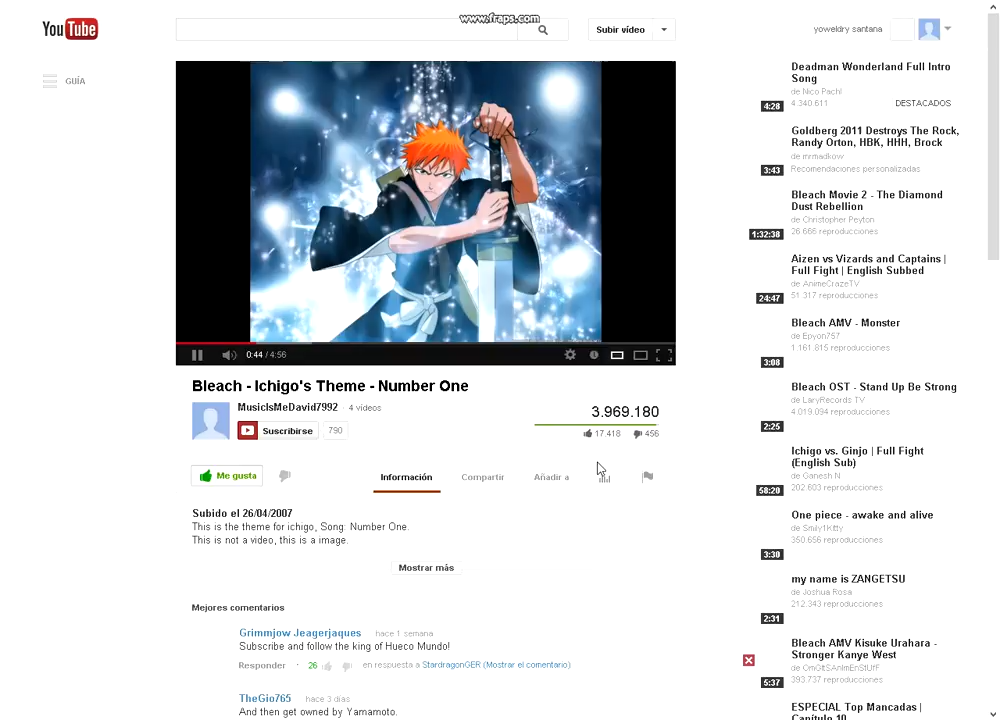 www.fraps.com
YouTube
Subir vídeo
yoweldry santana
GUÍA
0:44 / 4:56
Bleach - Ichigo's Theme - Number One
MusicIsMeDavid7992 · 4 videos
Suscribirse 790
3.969.180
17.418 456
Me gusta
Información Compartir Añadir a
Subido el 26/04/2007
This is the theme for ichigo, Song: Number One.
This is not a video, this is a image.
Mostrar más
Mejores comentarios
Grimmjow Jeagerjaques hace 1 semana
Subscribe and follow the king of Hueco Mundo!
Responder · 26 en respuesta a StardragonGER (Mostrar el comentario)
TheGio765 hace 3 días
And then get owned by Yamamoto.
Deadman Wonderland Full Intro
Song
de Nico Pachl
4.340.611 DESTACADOS
4:28
Goldberg 2011 Destroys The Rock,
Randy Orton, HBK, HHH, Brock
de mrmadkow
Recomendaciones personalizadas
3:43
Bleach Movie 2 - The Diamond
Dust Rebellion
de Christopher Peyton
26.666 reproducciones
1:32:38
Aizen vs Vizards and Captains |
Full Fight | English Subbed
de AnimeCrazeTV
51.317 reproducciones
24:47
Bleach AMV - Monster
de Epyon757
1.161.815 reproducciones
3:08
Bleach OST - Stand Up Be Strong
de LaryRecords TV
4.019.094 reproducciones
2:25
Ichigo vs. Ginjo | Full Fight
(English Sub)
de Ganesh N
202.603 reproducciones
58:20
One piece - awake and alive
de Smily1Kitty
350.656 reproducciones
3:30
my name is ZANGETSU
de Joshua Rosa
212.343 reproducciones
2:31
Bleach AMV Kisuke Urahara -
Stronger Kanye West
de OmGitSAnImEnStUfF
393.737 reproducciones
5:37
ESPECIAL Top Mancadas |
Capítulo 10